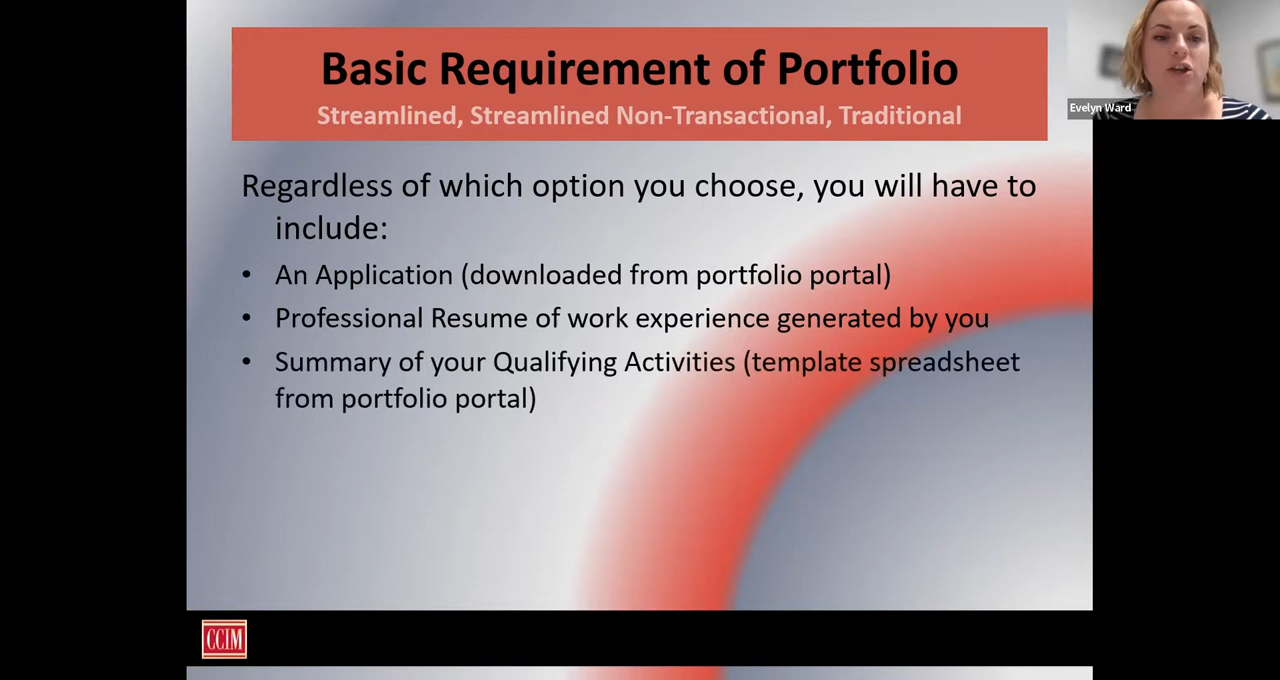 Basic Requirement of Portfolio
Streamlined, Streamlined Non-Transactional, Traditional
Evelyn Ward
Regardless of which option you choose, you will have to
include:
• An Application (downloaded from portfolio portal)
• Professional Resume of work experience generated by you
• Summary of your Qualifying Activities (template spreadsheet
from portfolio portal)
CCIM